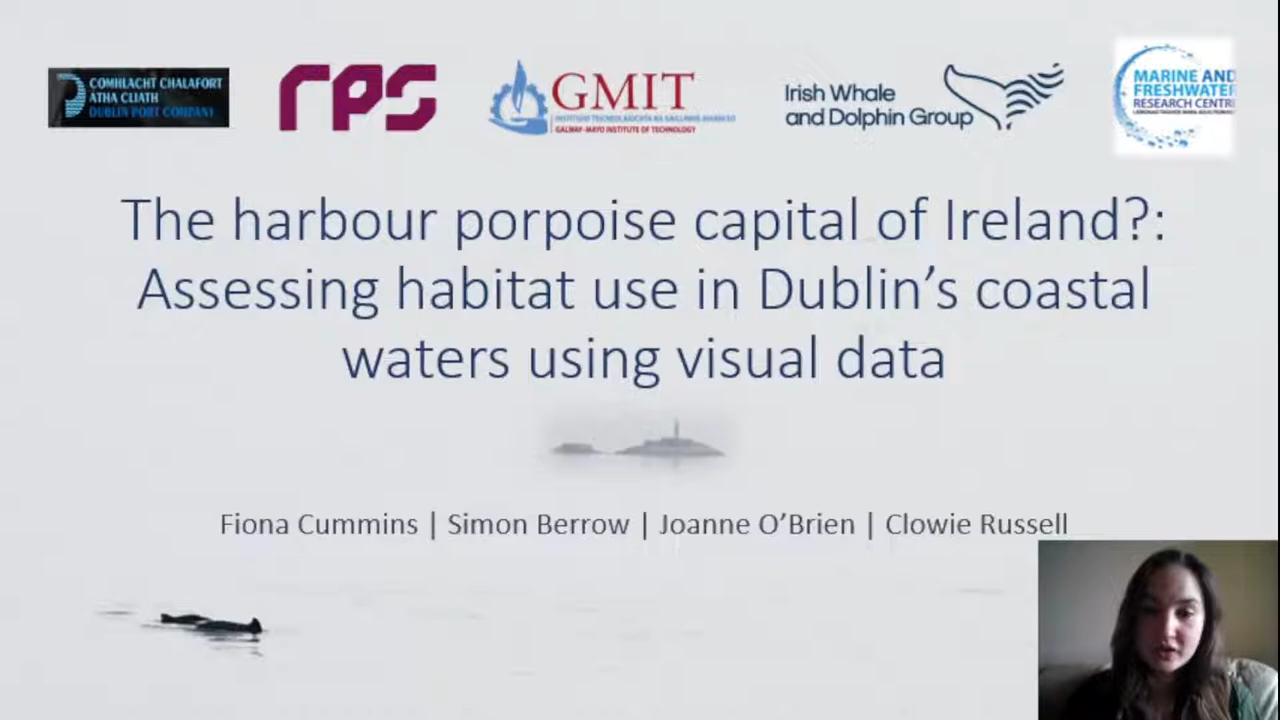 COMHLACHT CHALAFORT
ATHA CLIATH
DUBLIN PORT COMPANY
rps
GMIT
GALWAY-MAYO INSTITUTE OF TECHNOLOGY
Irish Whale
and Dolphin Group
MARINE AND
FRESHWATER
RESEARCH CENTRE
The harbour porpoise capital of Ireland?:
Assessing habitat use in Dublin’s coastal
waters using visual data
Fiona Cummins | Simon Berrow | Joanne O’Brien | Clowie Russell